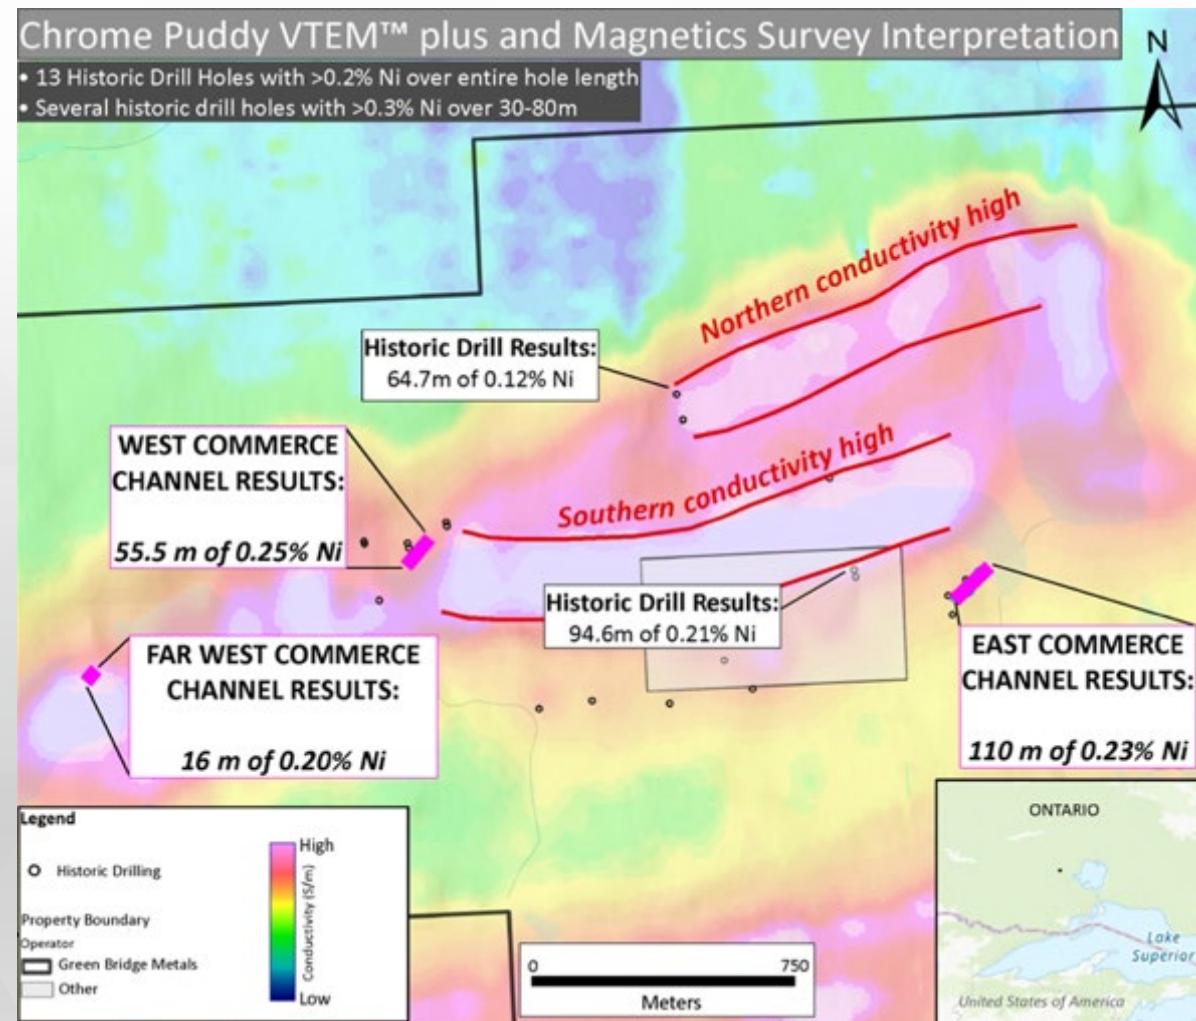 Chrome Puddy VTEM™ plus and Magnetics Survey Interpretation
• 13 Historic Drill Holes with >0.2% Ni over entire hole length
• Several historic drill holes with >0.3% Ni over 30-80m
N
Northern conductivity high
Historic Drill Results:
64.7m of 0.12% Ni
WEST COMMERCE
CHANNEL RESULTS:
55.5 m of 0.25% Ni
Southern conductivity high
Historic Drill Results:
94.6m of 0.21% Ni
FAR WEST COMMERCE
CHANNEL RESULTS:
16 m of 0.20% Ni
EAST COMMERCE
CHANNEL RESULTS:
110 m of 0.23% Ni
Legend
Historic Drilling
Property Boundary
Operator
Green Bridge Metals
Other
High
Conductivity (S/m)
Low
0 750
Meters
ONTARIO
Lake
Superior
United States of America